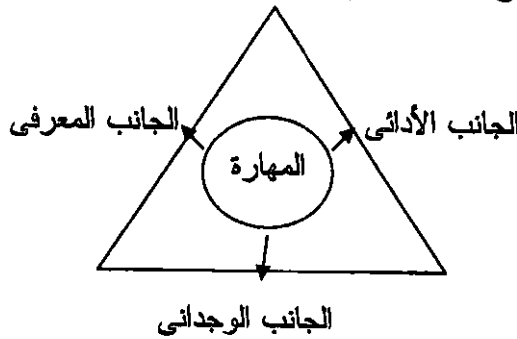 الجانب الأدائى
الجانب المعرفى
المهارة
الجانب الوجدانى